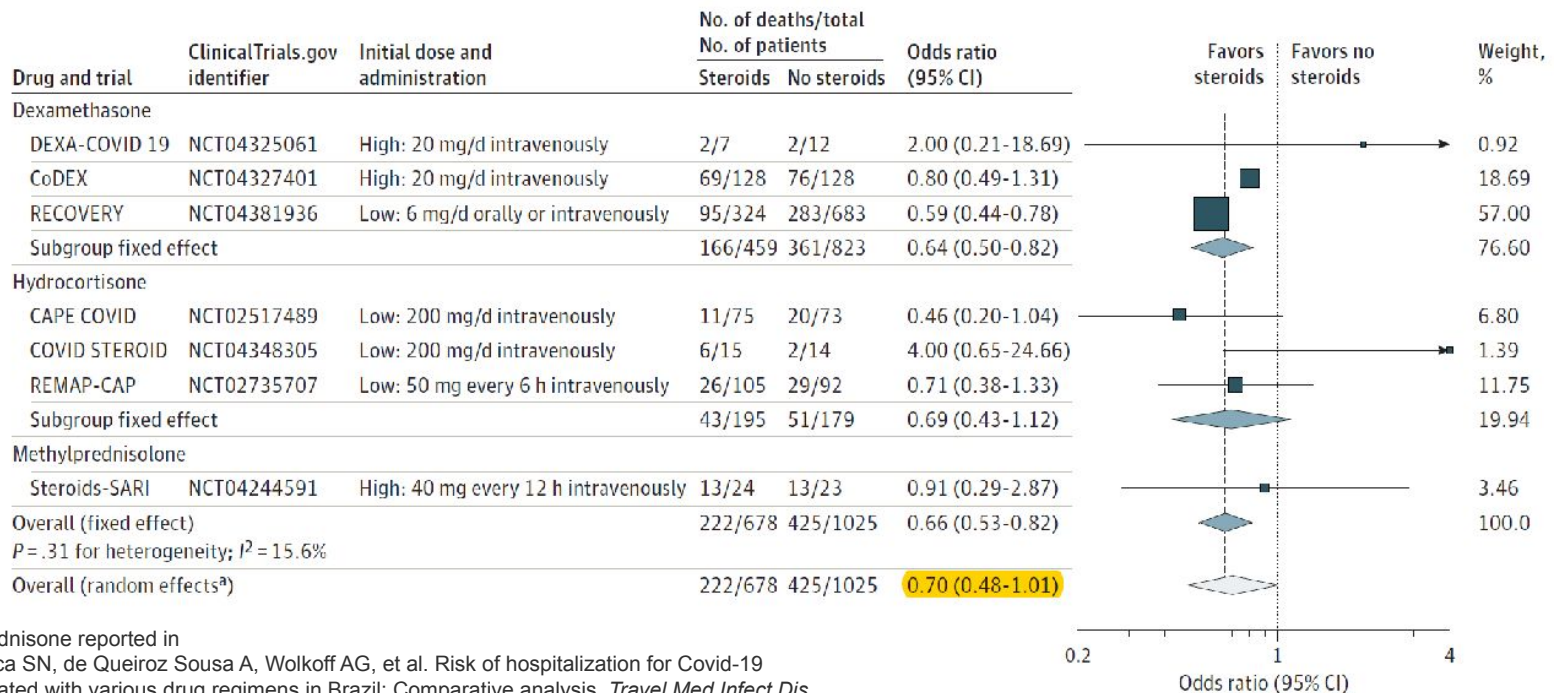 No. of deaths/total
No. of patients
Drug and trial ClinicalTrials.gov identifier Initial dose and administration Steroids No steroids Odds ratio (95% CI) Favors steroids Favors no steroids Weight, %
Dexamethasone
DEXA-COVID 19 NCT04325061 High: 20 mg/d intravenously 2/7 2/12 2.00 (0.21-18.69) 0.92
CoDEX NCT04327401 High: 20 mg/d intravenously 69/128 76/128 0.80 (0.49-1.31) 18.69
RECOVERY NCT04381936 Low: 6 mg/d orally or intravenously 95/324 283/683 0.59 (0.44-0.78) 57.00
Subgroup fixed effect 166/459 361/823 0.64 (0.50-0.82) 76.60
Hydrocortisone
CAPE COVID NCT02517489 Low: 200 mg/d intravenously 11/75 20/73 0.46 (0.20-1.04) 6.80
COVID STEROID NCT04348305 Low: 200 mg/d intravenously 6/15 2/14 4.00 (0.65-24.66) 1.39
REMAP-CAP NCT02735707 Low: 50 mg every 6 h intravenously 26/105 29/92 0.71 (0.38-1.33) 11.75
Subgroup fixed effect 43/195 51/179 0.69 (0.43-1.12) 19.94
Methylprednisolone
Steroids-SARI NCT04244591 High: 40 mg every 12 h intravenously 13/24 13/23 0.91 (0.29-2.87) 3.46
Overall (fixed effect) 222/678 425/1025 0.66 (0.53-0.82) 100.0
P = .31 for heterogeneity; I² = 15.6%
Overall (random effectsᵃ) 222/678 425/1025 0.70 (0.48-1.01)
0.2 1 4
Odds ratio (95% CI)
dnisone reported in
ca SN, de Queiroz Sousa A, Wolkoff AG, et al. Risk of hospitalization for Covid-19
ated with various drug regimens in Brazil: Comparative analysis. Travel Med Infect Dis.